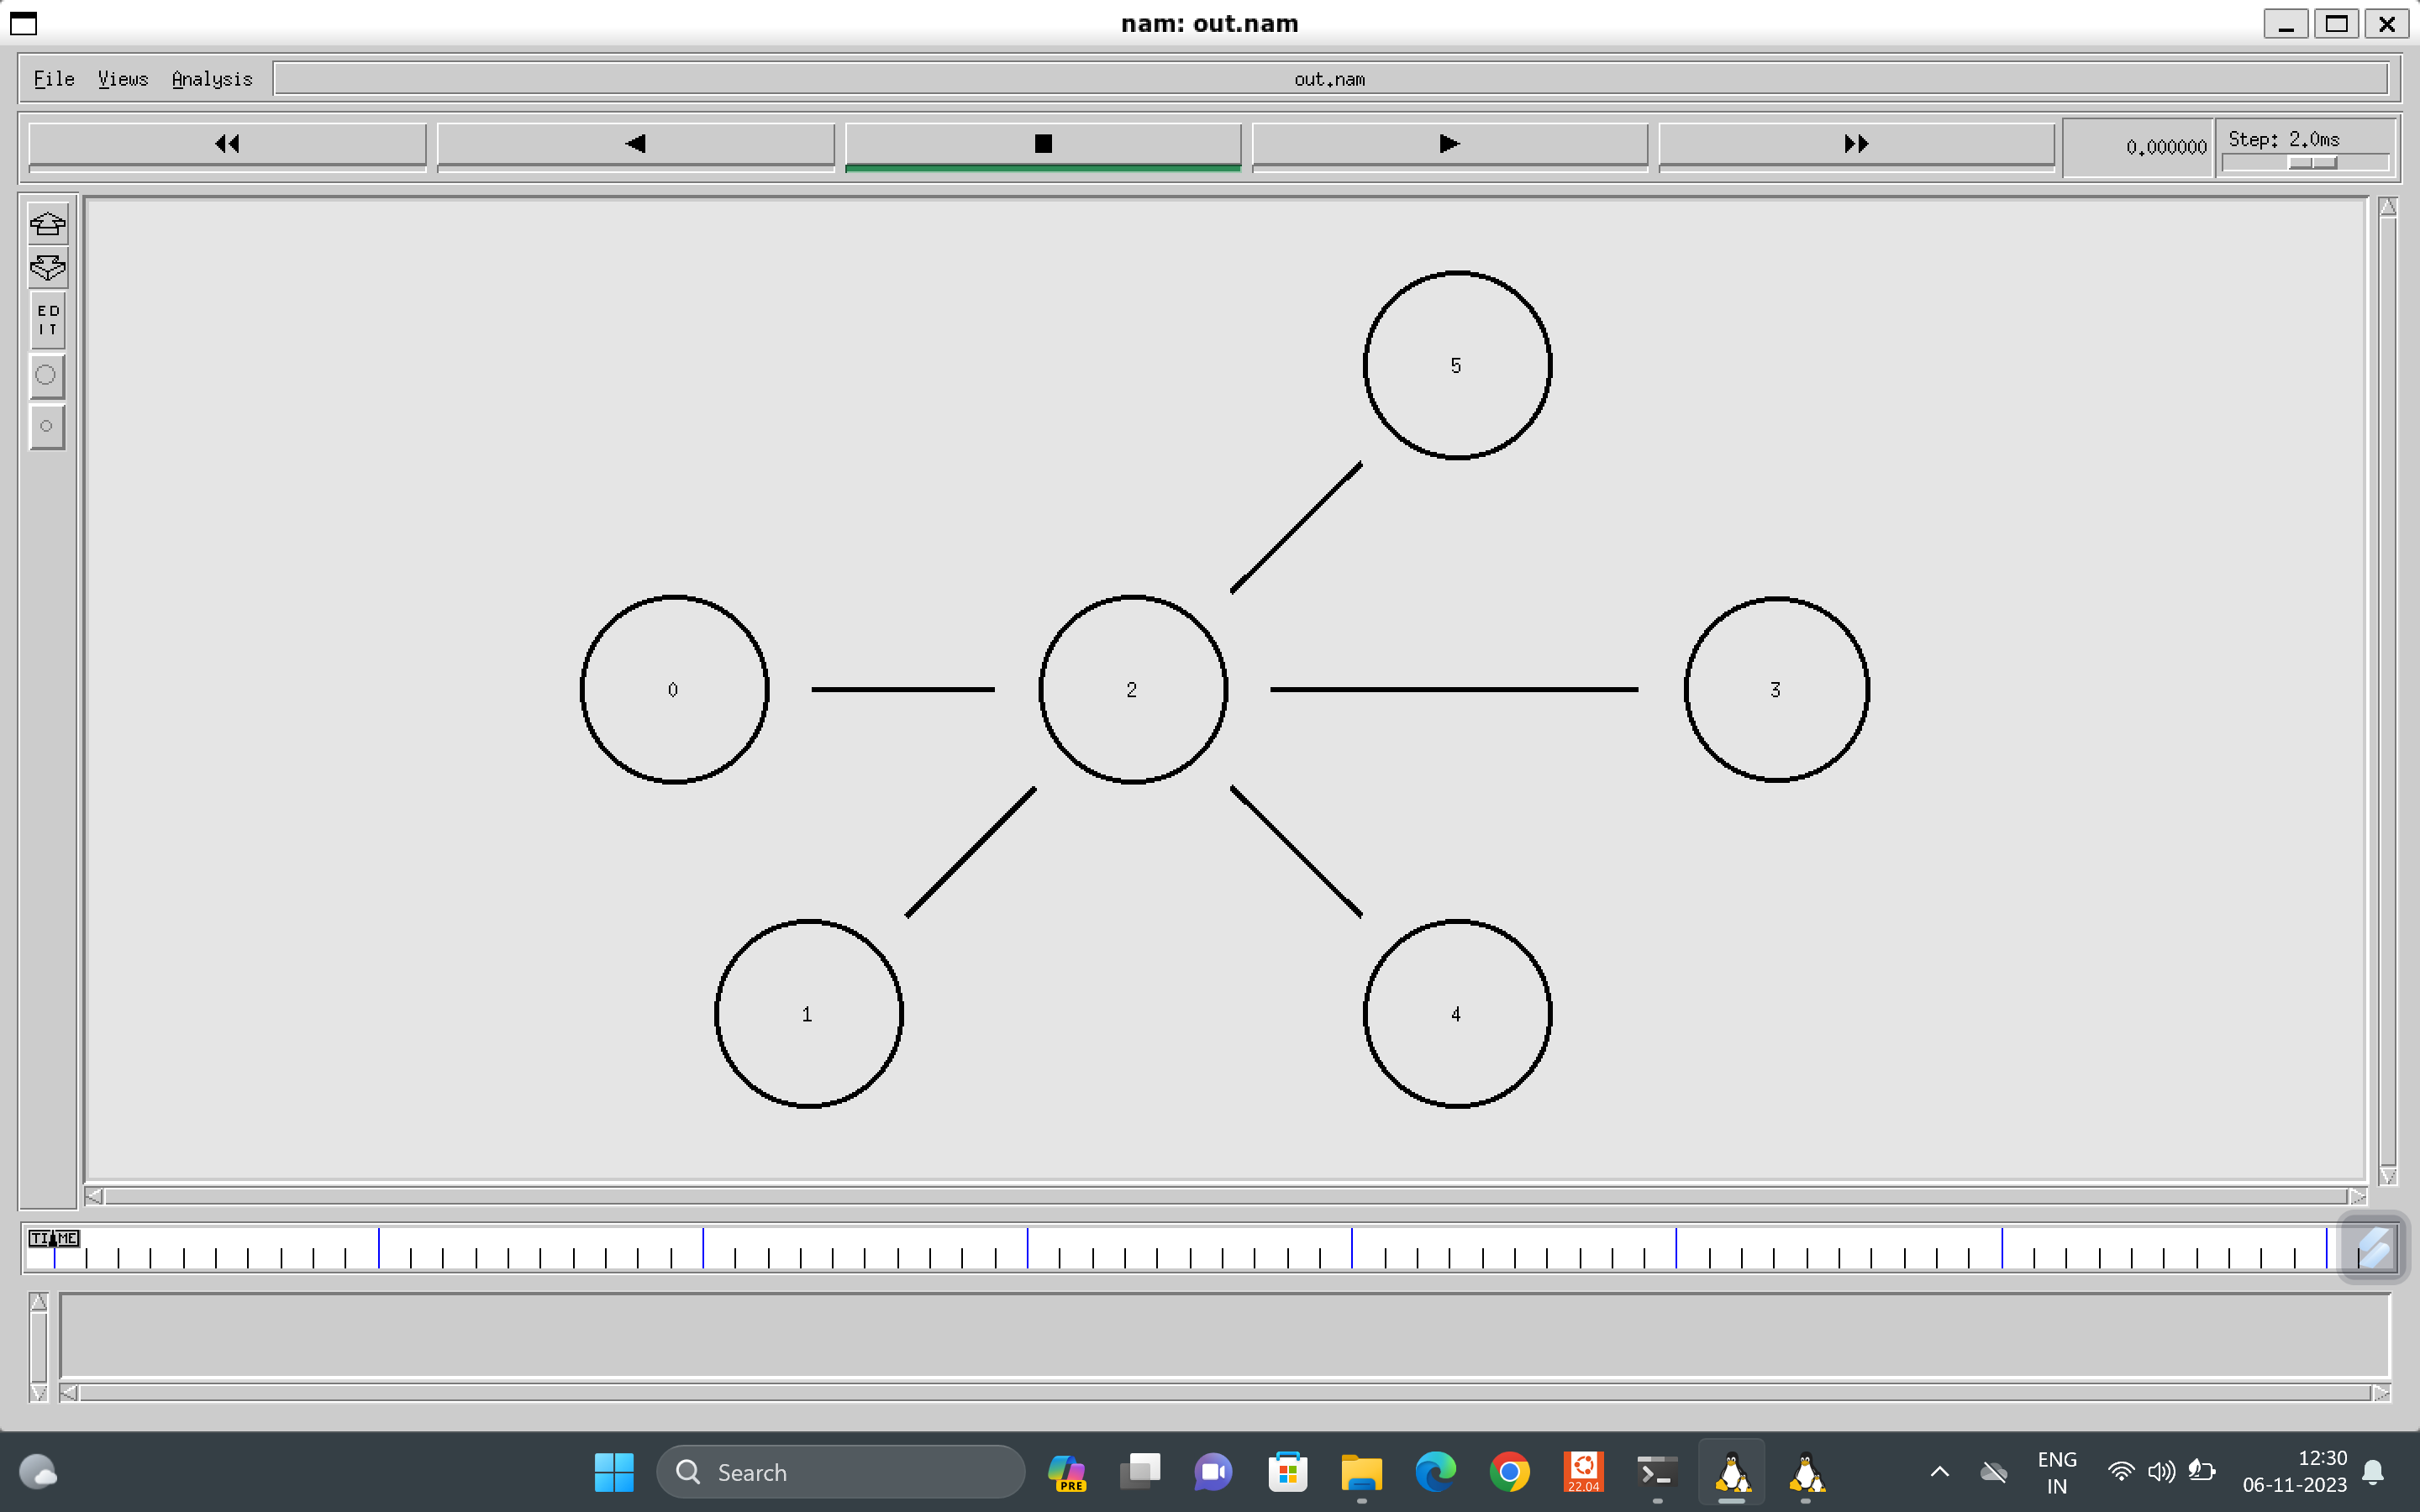 nam: out.nam
File Views Analysis out.nam
0.000000 Step: 2.0ms
ED
IT
5
0 2 3
1 4
TIME
Search
PRE
22.04
ENG
IN
12:30
06-11-2023